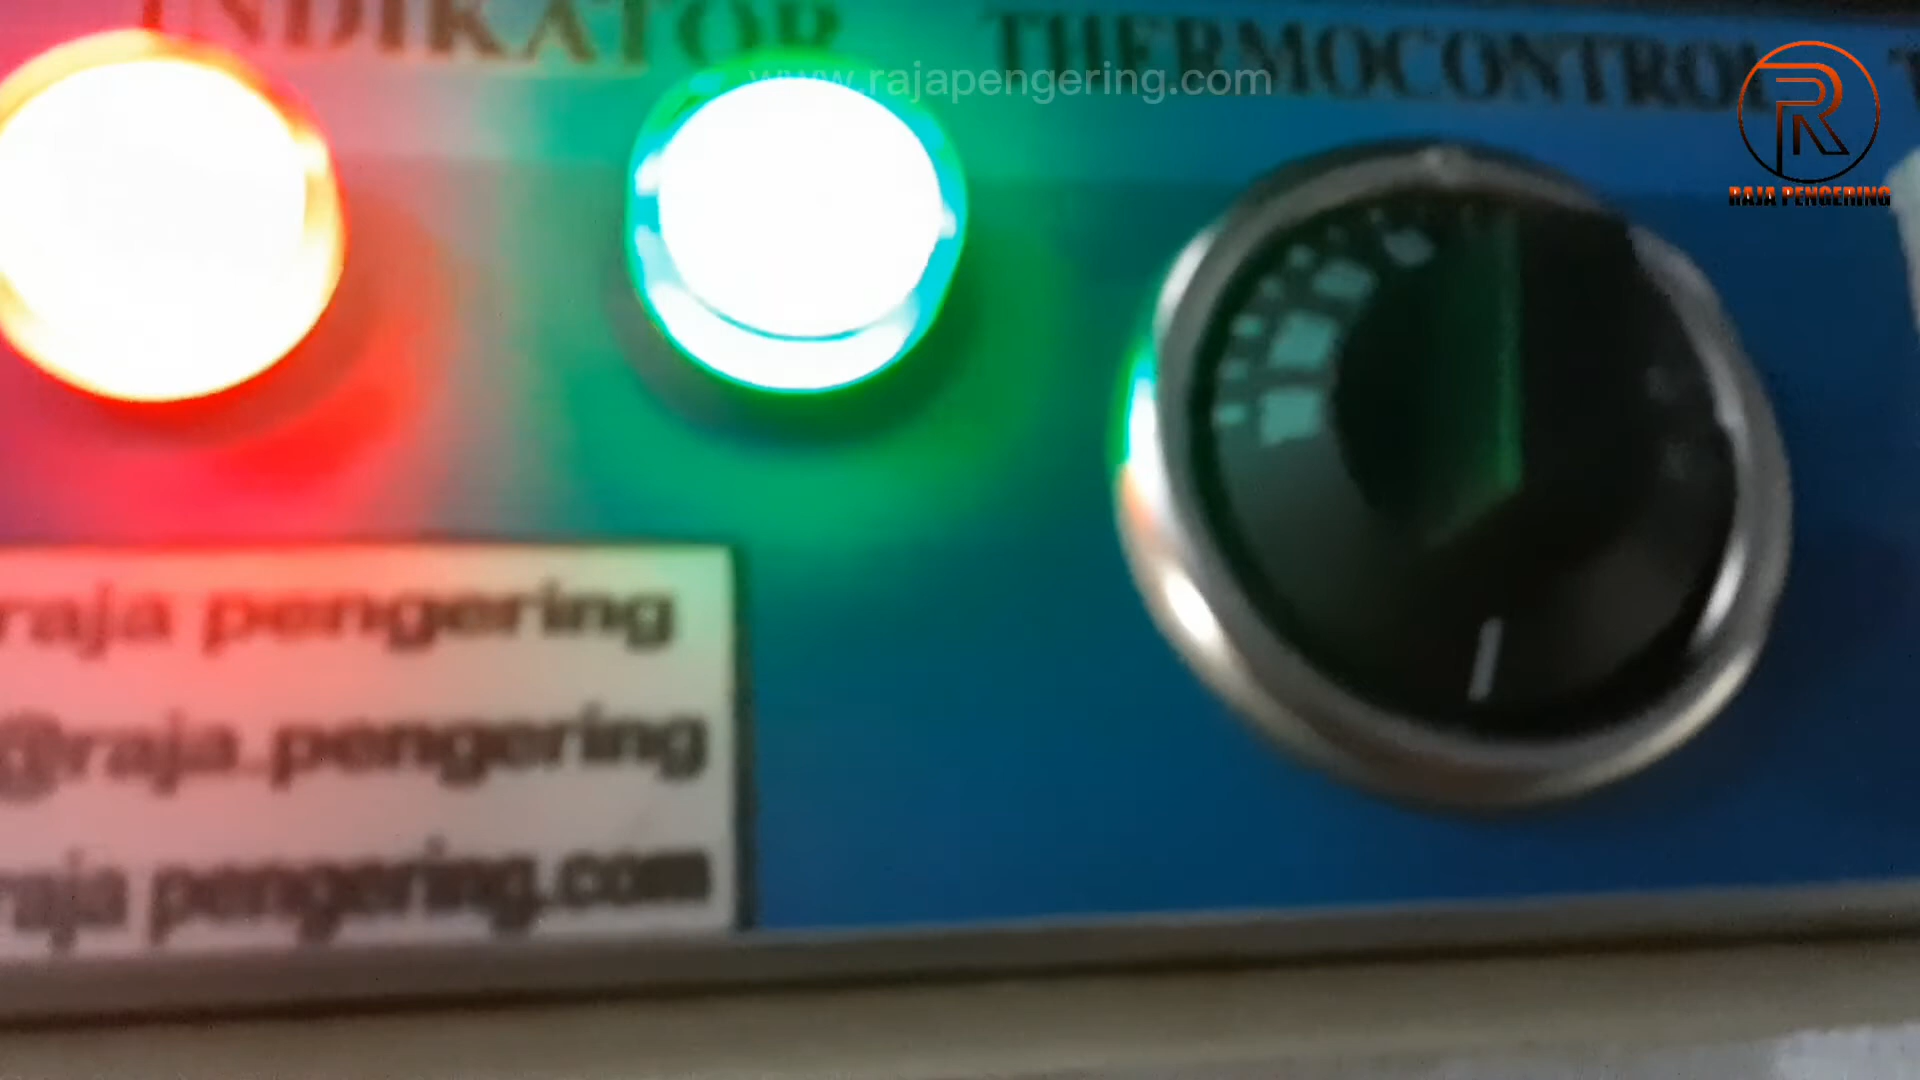 INDIKATOR
THERMOCONTROL
www.rajapengering.com
RAJA PENGERING
raja pengering
@raja.pengering
raja pengering.com